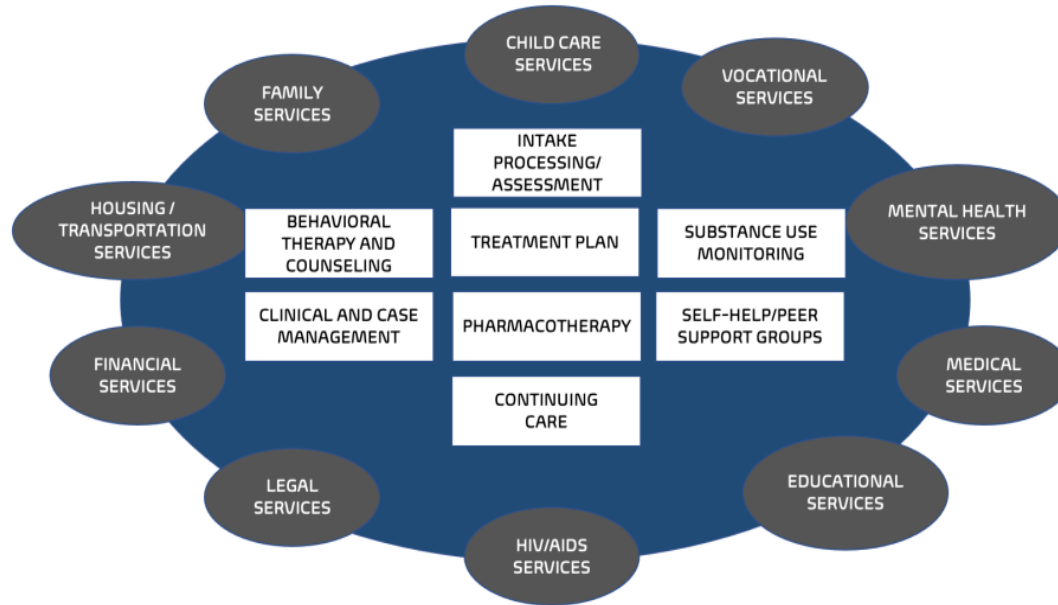 CHILD CARE
SERVICES
VOCATIONAL
SERVICES
FAMILY
SERVICES
INTAKE
PROCESSING/
ASSESSMENT
HOUSING /
TRANSPORTATION
SERVICES
BEHAVIORAL
THERAPY AND
COUNSELING
TREATMENT PLAN
SUBSTANCE USE
MONITORING
MENTAL HEALTH
SERVICES
CLINICAL AND CASE
MANAGEMENT
PHARMACOTHERAPY
SELF-HELP/PEER
SUPPORT GROUPS
FINANCIAL
SERVICES
MEDICAL
SERVICES
CONTINUING
CARE
LEGAL
SERVICES
EDUCATIONAL
SERVICES
HIV/AIDS
SERVICES